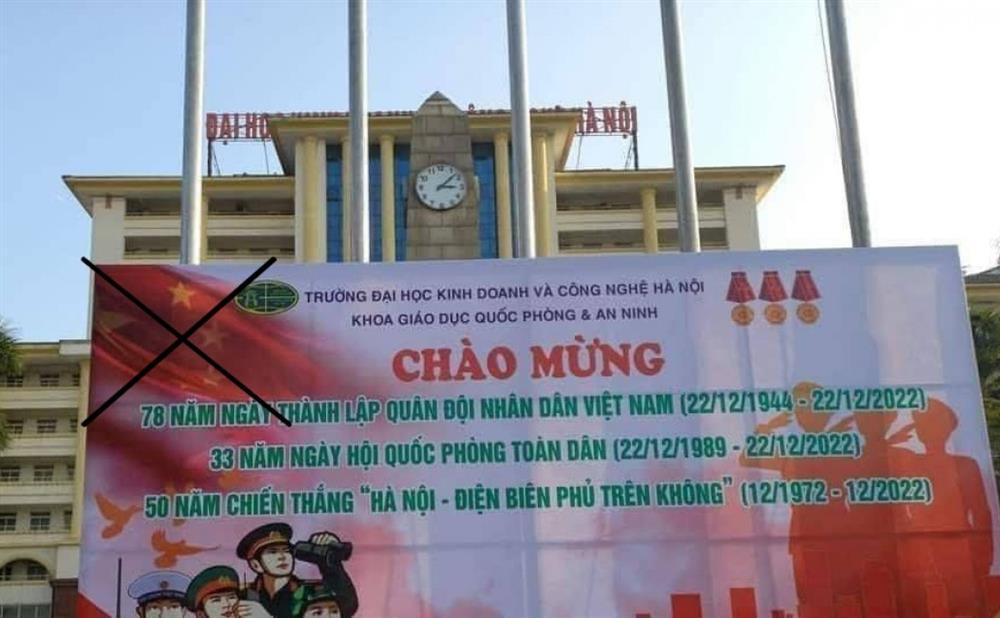 ĐẠI HỌ HÀ NỘI
TRƯỜNG ĐẠI HỌC KINH DOANH VÀ CÔNG NGHỆ HÀ NỘI
KHOA GIÁO DỤC QUỐC PHÒNG & AN NINH
CHÀO MỪNG
78 NĂM NGÀY THÀNH LẬP QUÂN ĐỘI NHÂN DÂN VIỆT NAM (22/12/1944 - 22/12/2022)
33 NĂM NGÀY HỘI QUỐC PHÒNG TOÀN DÂN (22/12/1989 - 22/12/2022)
50 NĂM CHIẾN THẮNG "HÀ NỘI - ĐIỆN BIÊN PHỦ TRÊN KHÔNG" (12/1972 - 12/2022)